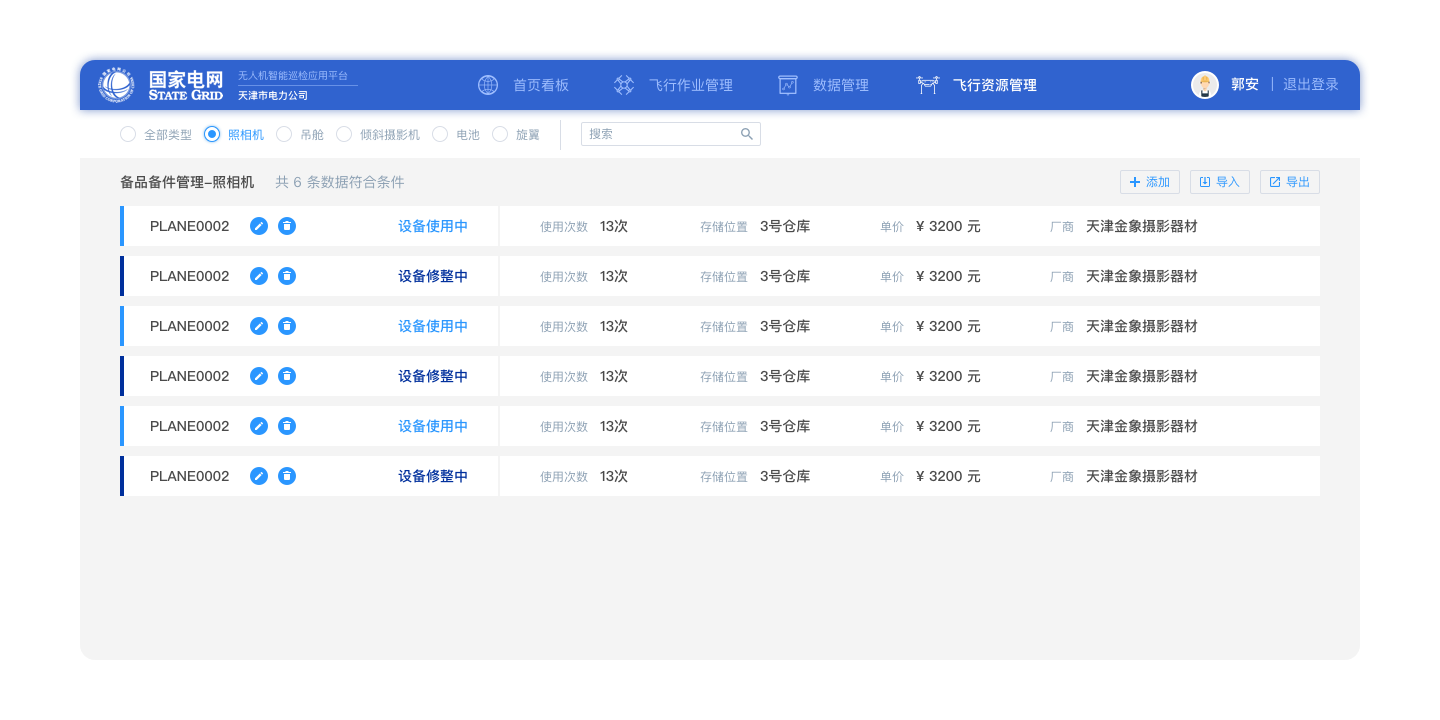 国家电网
STATE GRID
无人机智能巡检应用平台
天津市电力公司
首页看板
飞行作业管理
数据管理
飞行资源管理
郭安 | 退出登录
全部类型 照相机 吊舱 倾斜摄影机 电池 旋翼 搜索
备品备件管理–照相机 共 6 条数据符合条件 添加 导入 导出
PLANE0002 设备使用中 使用次数 13次 存储位置 3号仓库 单价 ¥ 3200 元 厂商 天津金象摄影器材
PLANE0002 设备修整中 使用次数 13次 存储位置 3号仓库 单价 ¥ 3200 元 厂商 天津金象摄影器材
PLANE0002 设备使用中 使用次数 13次 存储位置 3号仓库 单价 ¥ 3200 元 厂商 天津金象摄影器材
PLANE0002 设备修整中 使用次数 13次 存储位置 3号仓库 单价 ¥ 3200 元 厂商 天津金象摄影器材
PLANE0002 设备使用中 使用次数 13次 存储位置 3号仓库 单价 ¥ 3200 元 厂商 天津金象摄影器材
PLANE0002 设备修整中 使用次数 13次 存储位置 3号仓库 单价 ¥ 3200 元 厂商 天津金象摄影器材